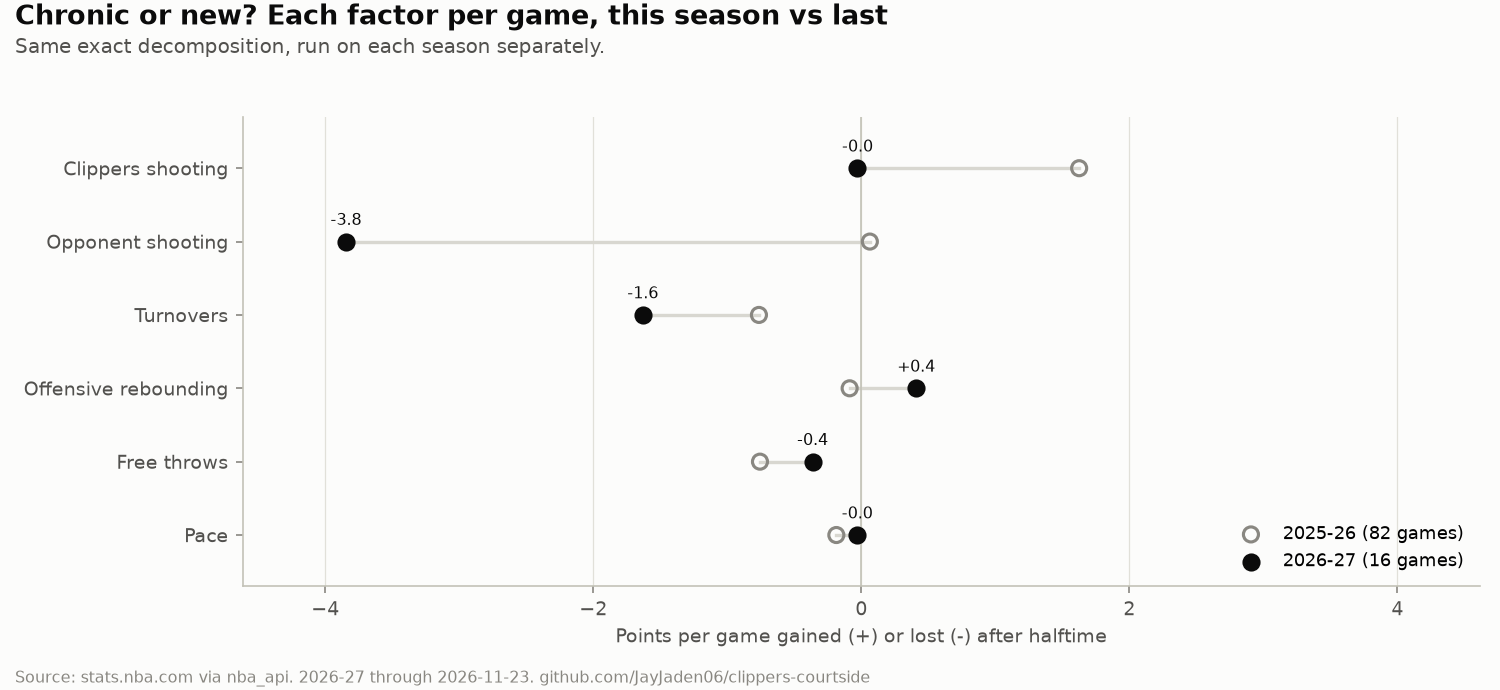 Chronic or new? Each factor per game, this season vs last
Same exact decomposition, run on each season separately.
Clippers shooting
-0.0
Opponent shooting
-3.8
Turnovers
-1.6
Offensive rebounding
+0.4
Free throws
-0.4
Pace
-0.0
2025-26 (82 games)
2026-27 (16 games)
−4
−2
0
2
4
Points per game gained (+) or lost (-) after halftime
Source: stats.nba.com via nba_api. 2026-27 through 2026-11-23. github.com/JayJaden06/clippers-courtside